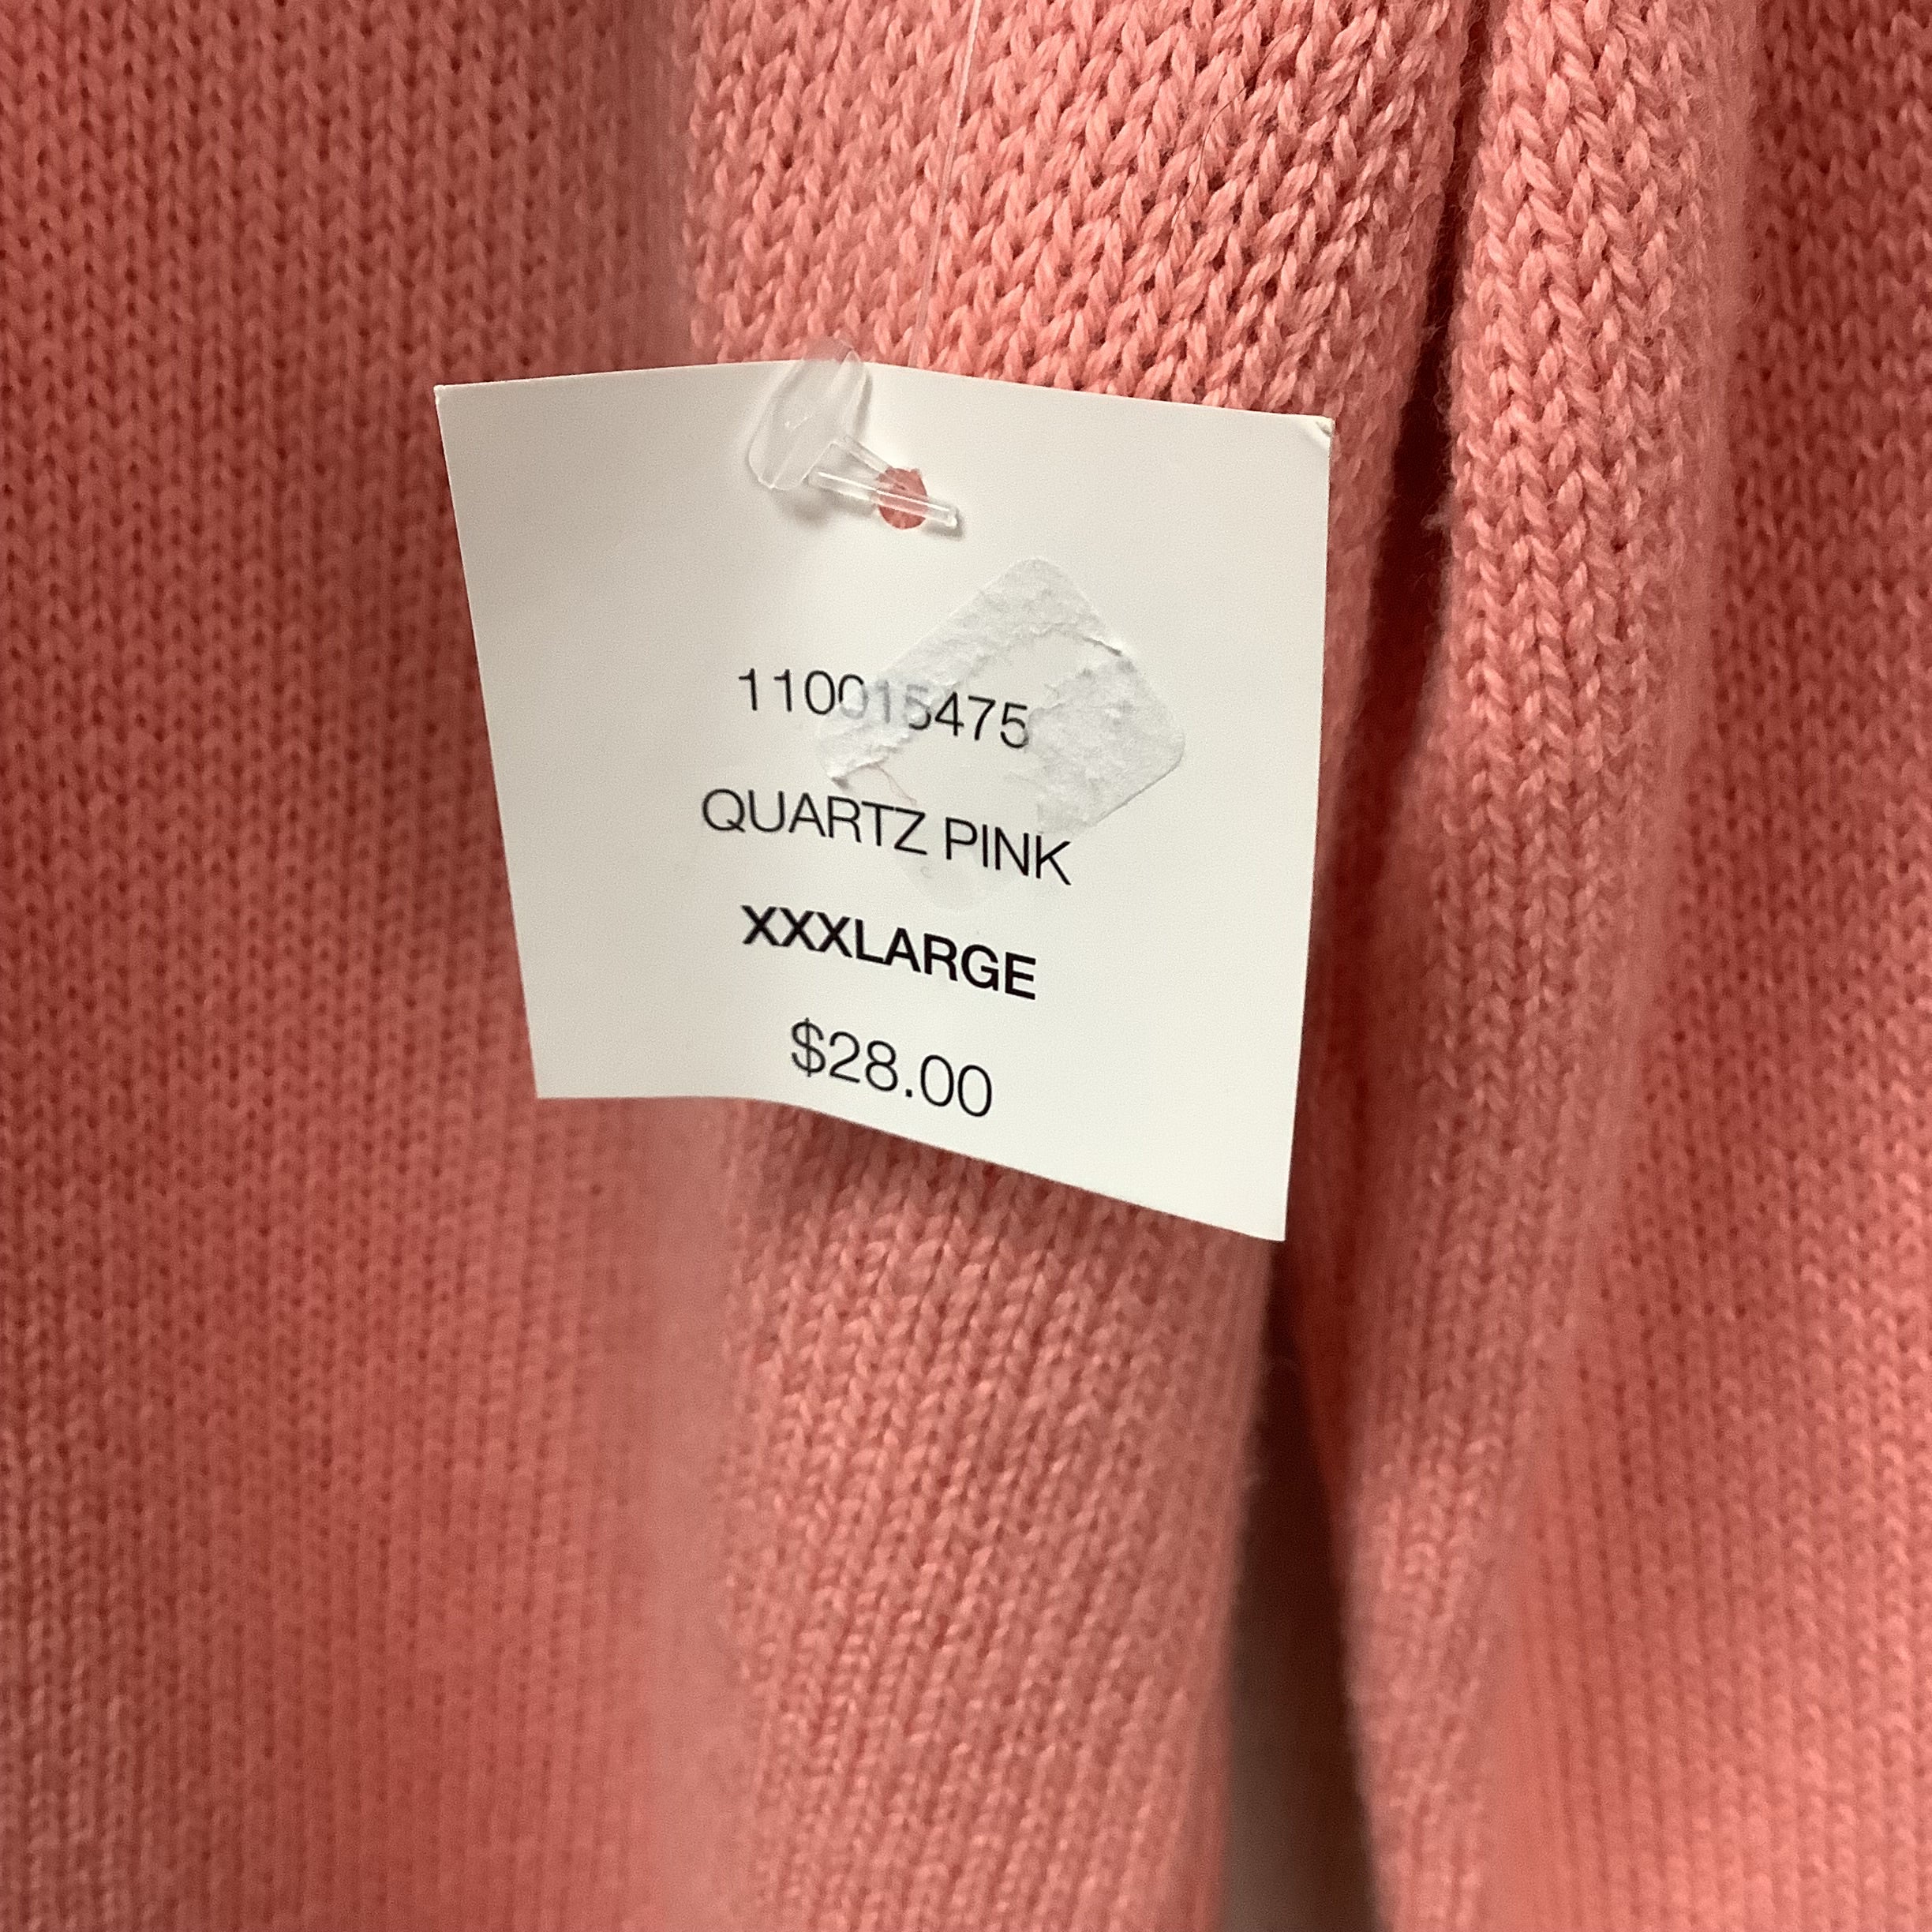 110015475
QUARTZ PINK
XXXLARGE
$28.00